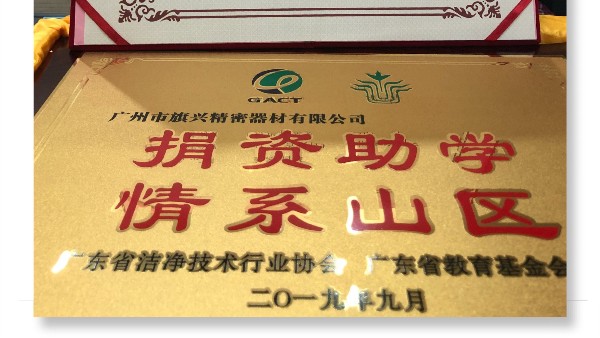 GACT
广州市旗兴精密器材有限公司
捐资助学
情系山区
广东省洁净技术行业协会 广东省教育基金会
二〇一九年九月